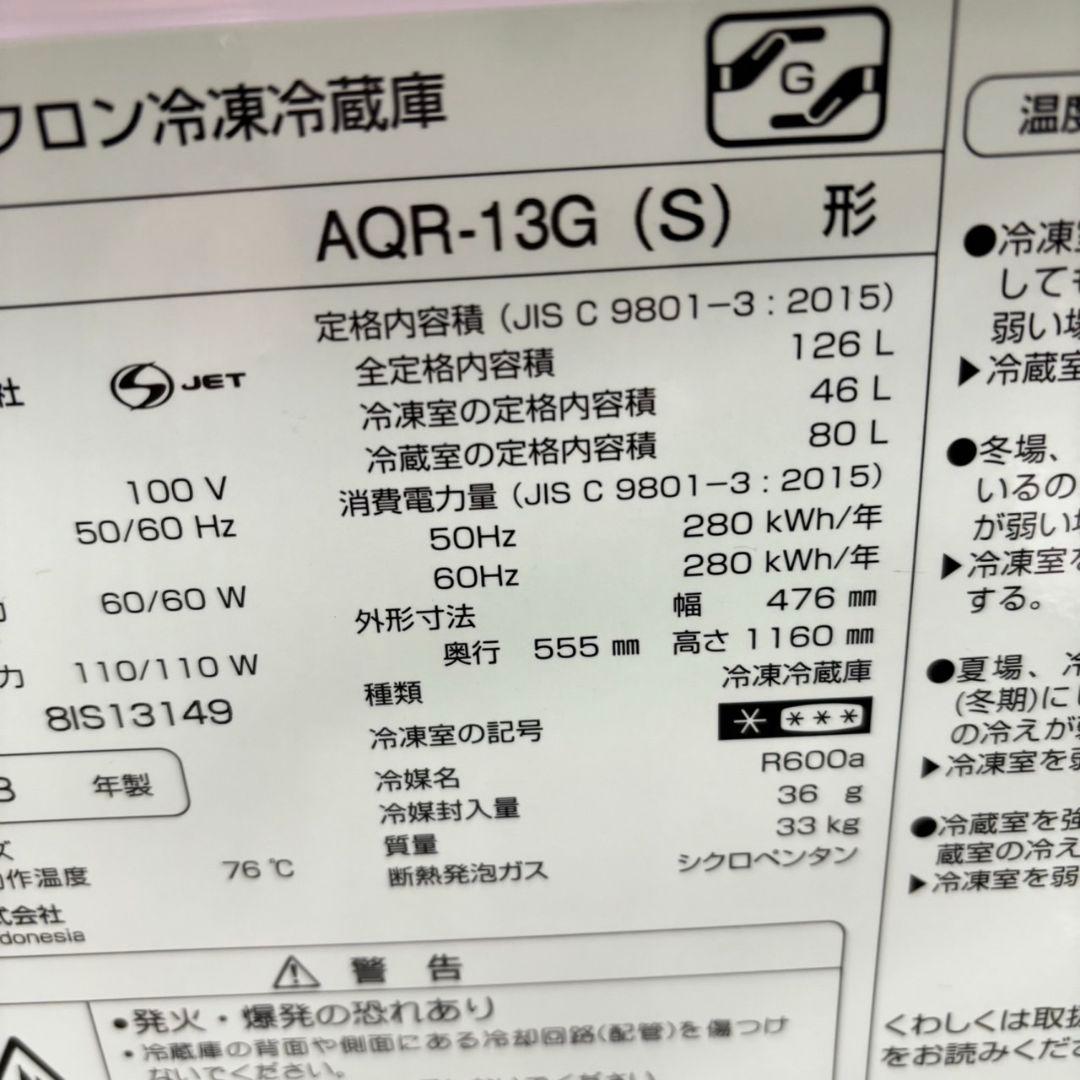 フロン冷凍冷蔵庫
G
AQR-13G (S) 形
定格内容積 (JIS C 9801-3 : 2015)
全定格内容積 126 L
冷凍室の定格内容積 46 L
冷蔵室の定格内容積 80 L
消費電力量 (JIS C 9801-3 : 2015)
50Hz 280 kWh/年
60Hz 280 kWh/年
外形寸法 幅 476 mm
奥行 555 mm 高さ 1160 mm
種類 冷凍冷蔵庫
冷凍室の記号 * ***
冷媒名 R600a
冷媒封入量 36 g
質量 33 kg
断熱発泡ガス シクロペンタン
社 JET
100 V
50/60 Hz
60/60 W
力 110/110 W
8IS13149
年製
ズ
作温度 76 ℃
式会社
donesia
警告
•発火・爆発の恐れあり
・冷蔵庫の背面や側面にある冷却回路(配管)を傷つけ
ないでください。
温度
●冷凍
しても
弱い場
▶冷蔵室
●冬場、
いるの
が弱い場
▶冷凍室を
する。
●夏場、
(冬期)に
の冷えが
▶冷凍室を
●冷蔵室を強
蔵室の冷え
▶冷凍室を弱
くわしくは取扱
をお読みくだ